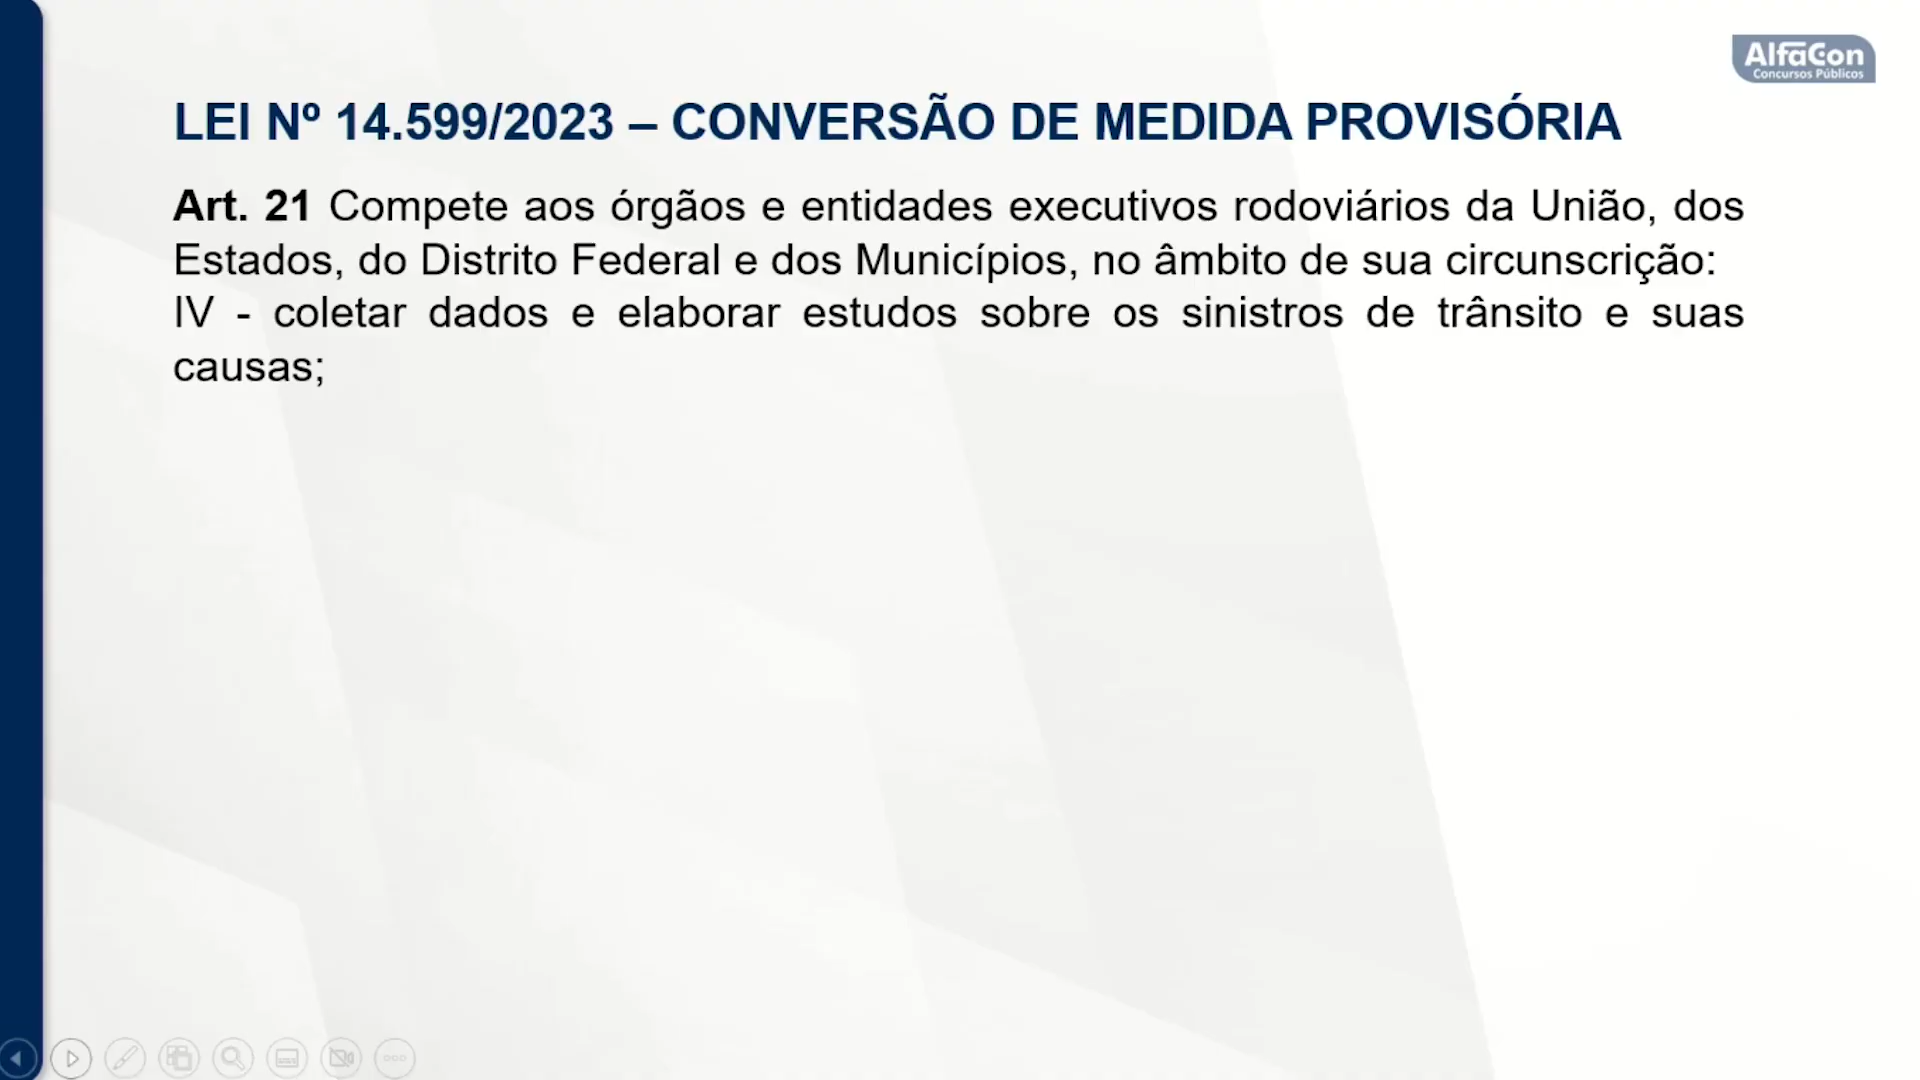 AlfaCon
Concursos Públicos
LEI Nº 14.599/2023 – CONVERSÃO DE MEDIDA PROVISÓRIA
Art. 21 Compete aos órgãos e entidades executivos rodoviários da União, dos
Estados, do Distrito Federal e dos Municípios, no âmbito de sua circunscrição:
IV - coletar dados e elaborar estudos sobre os sinistros de trânsito e suas
causas;